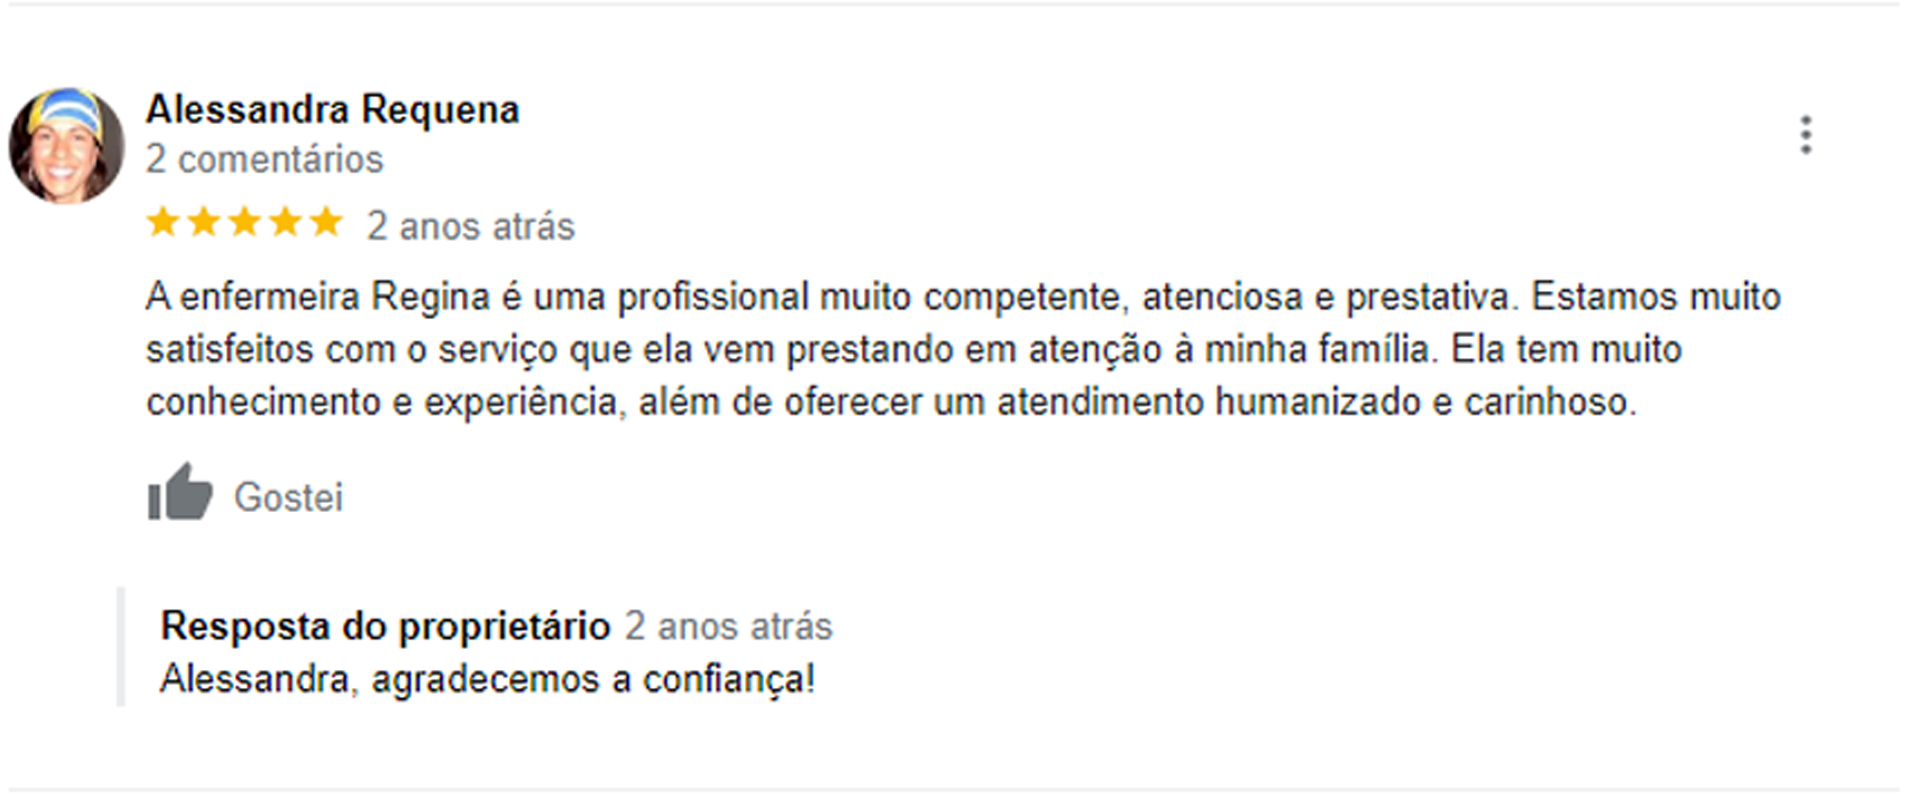 Alessandra Requena
2 comentários
2 anos atrás
A enfermeira Regina é uma profissional muito competente, atenciosa e prestativa. Estamos muito
satisfeitos com o serviço que ela vem prestando em atenção à minha família. Ela tem muito
conhecimento e experiência, além de oferecer um atendimento humanizado e carinhoso.
Gostei
Resposta do proprietário 2 anos atrás
Alessandra, agradecemos a confiança!